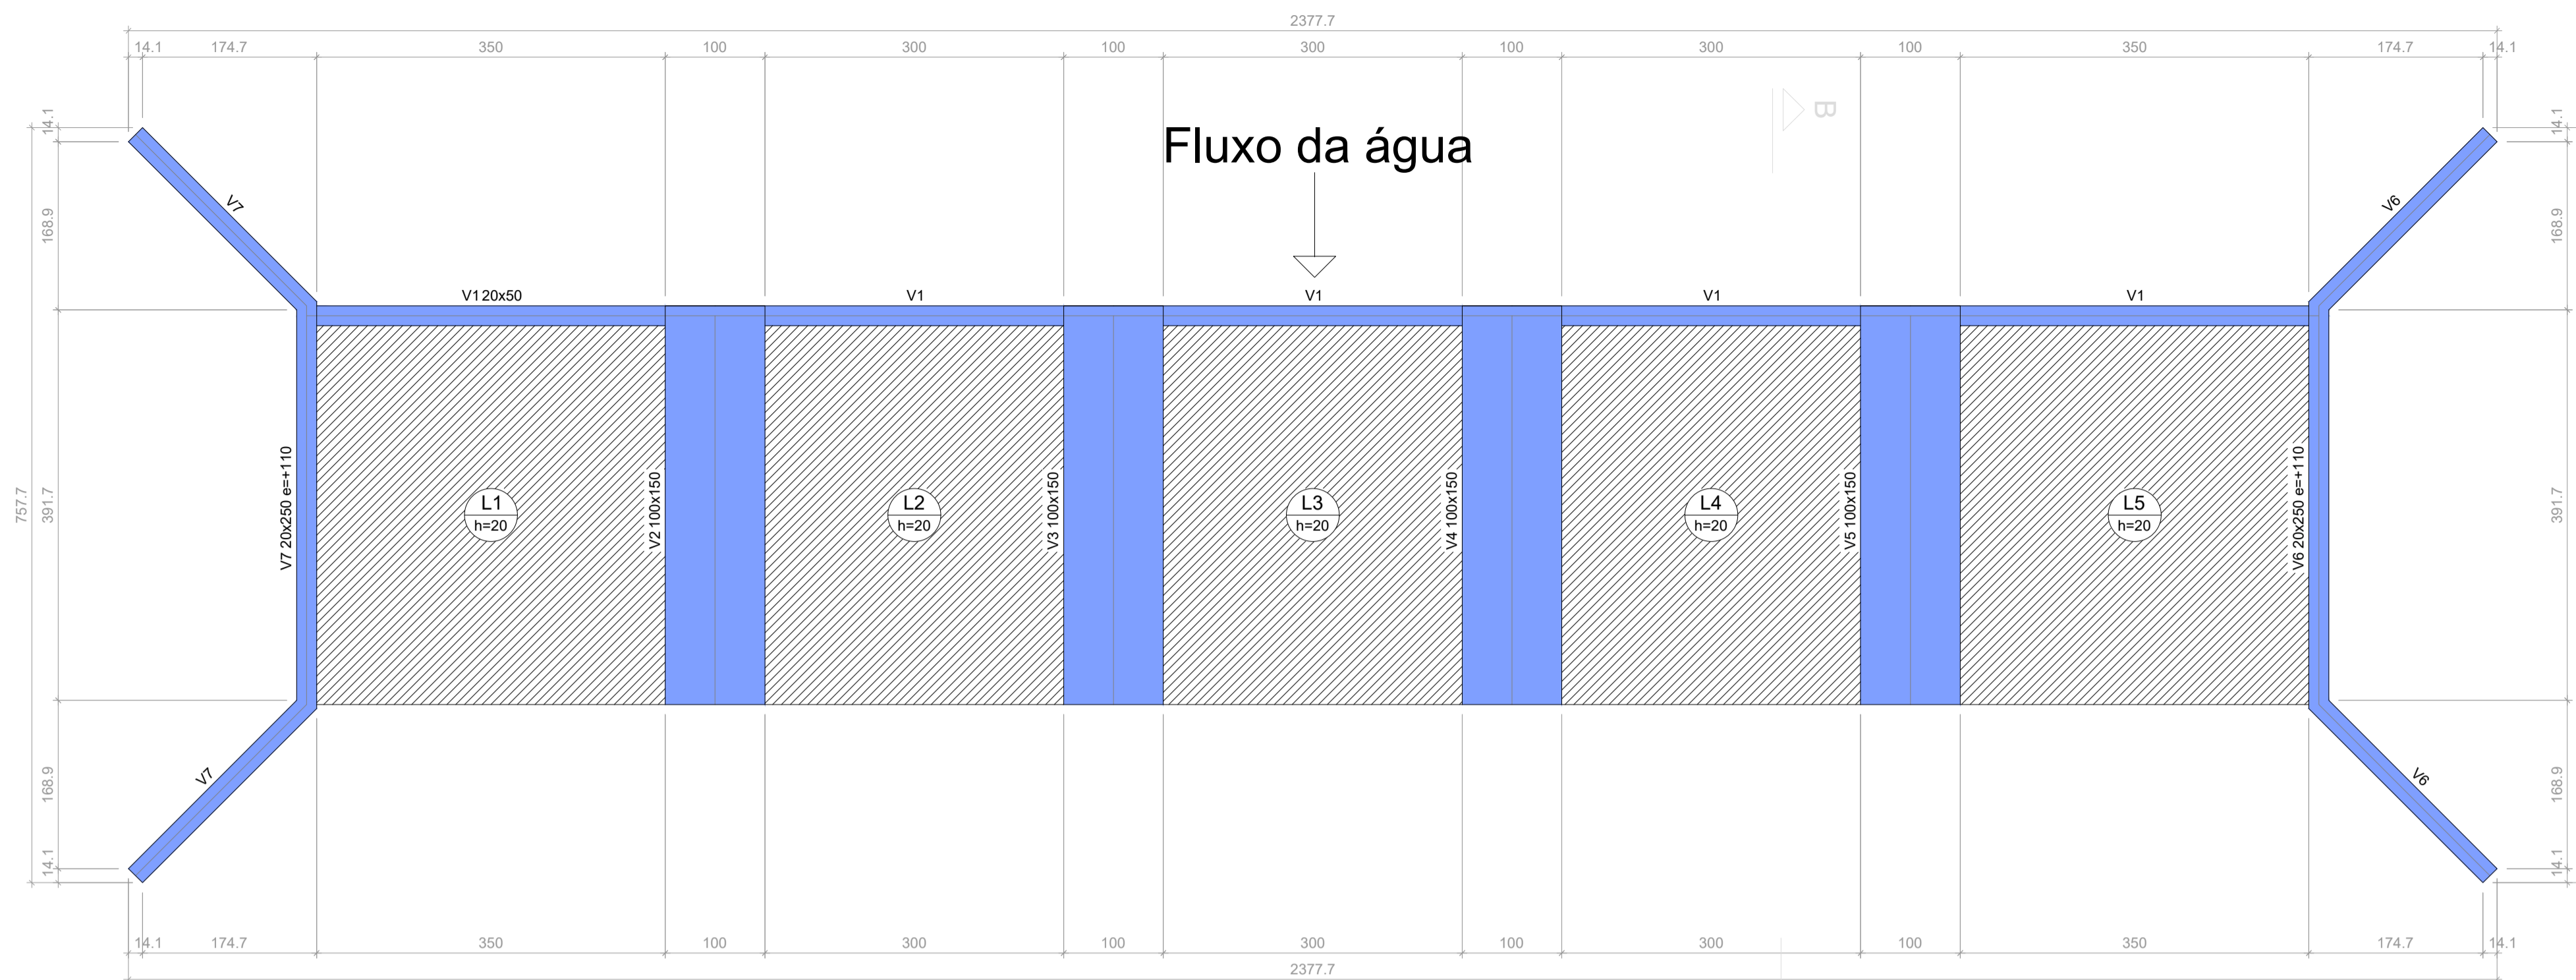 2377.7
14.1 174.7 350 100 300 100 300 100 300 100 350 174.7 14.1
B
Fluxo da água
14.1 14.1
168.9 168.9
V7 V6
V1 20x50 V1 V1 V1 V1
757.7 391.7 391.7
V7 20x250 e=+110
L1
h=20
V2 100x150
L2
h=20
V3 100x150
L3
h=20
V4 100x150
L4
h=20
V5 100x150
L5
h=20
V6 20x250 e=+110
V7 V6
168.9 168.9
14.1 14.1
14.1 174.7 350 100 300 100 300 100 300 100 350 174.7 14.1
2377.7